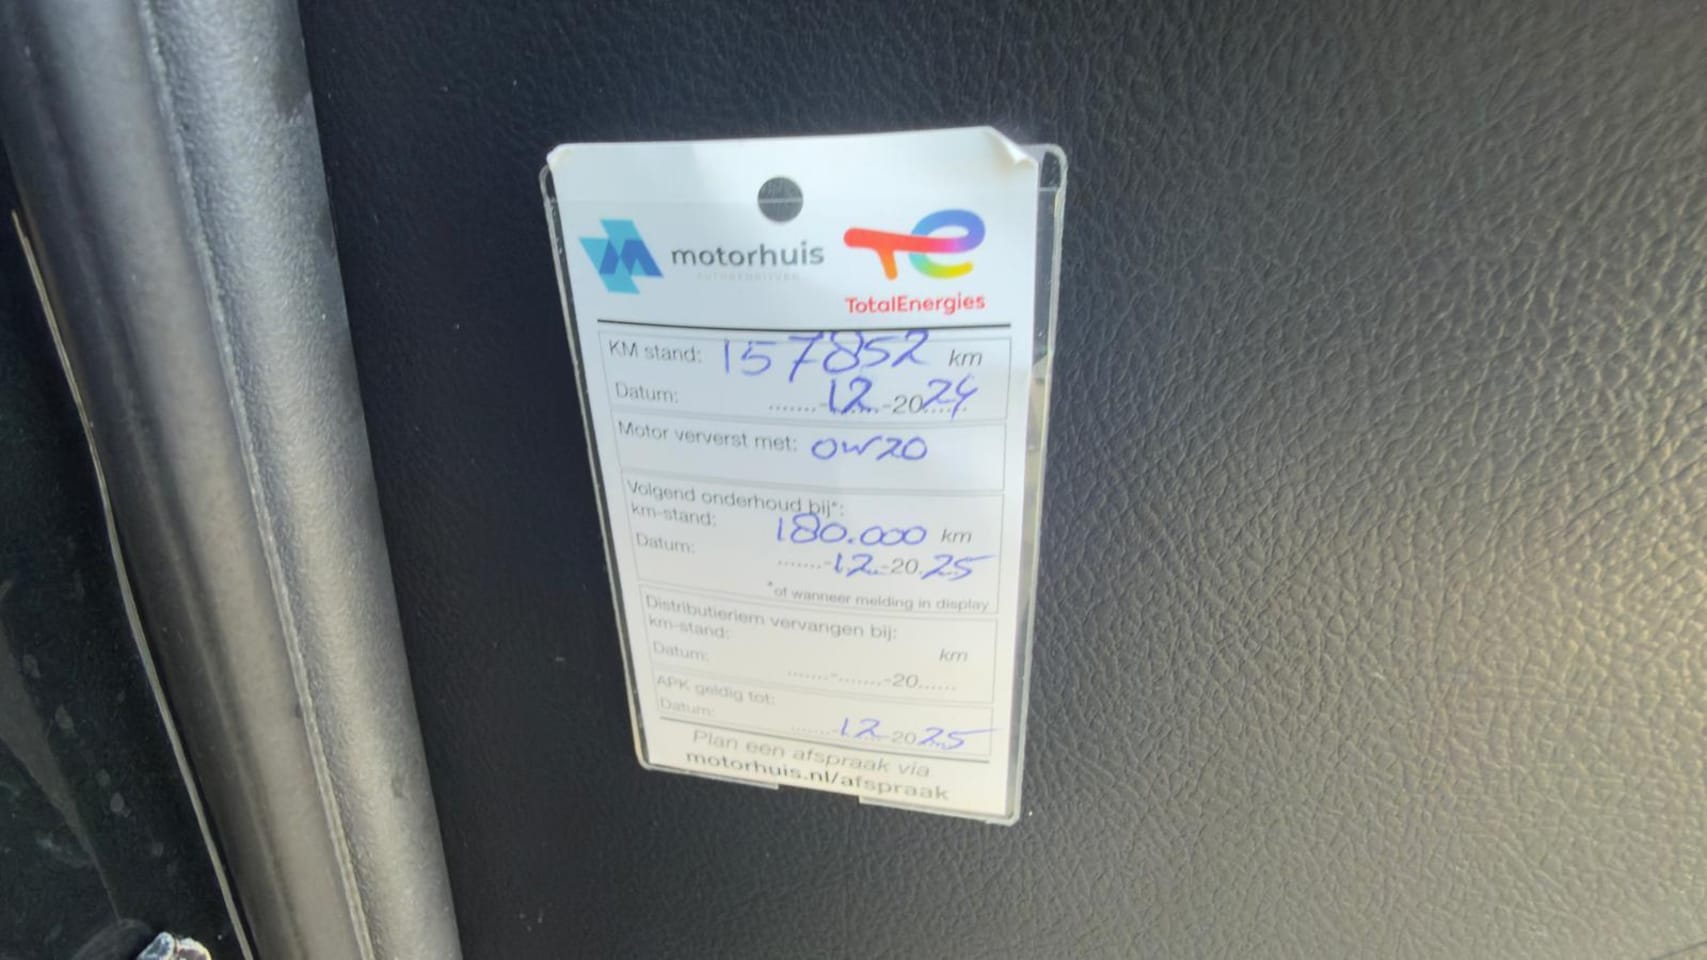 motorhuis
AUTOBEDRIJVEN
TotalEnergies
KM stand: 157852 km
Datum: .......-12-2024
Motor ververst met: 0W20
Volgend onderhoud bij*:
km-stand: 180.000 km
Datum: .......-12-2025
*of wanneer melding in display
Distributieriem vervangen bij:
km-stand: km
Datum: .......-.......-20......
APK geldig tot:
Datum: .......-12-2025
Plan een afspraak via
motorhuis.nl/afspraak